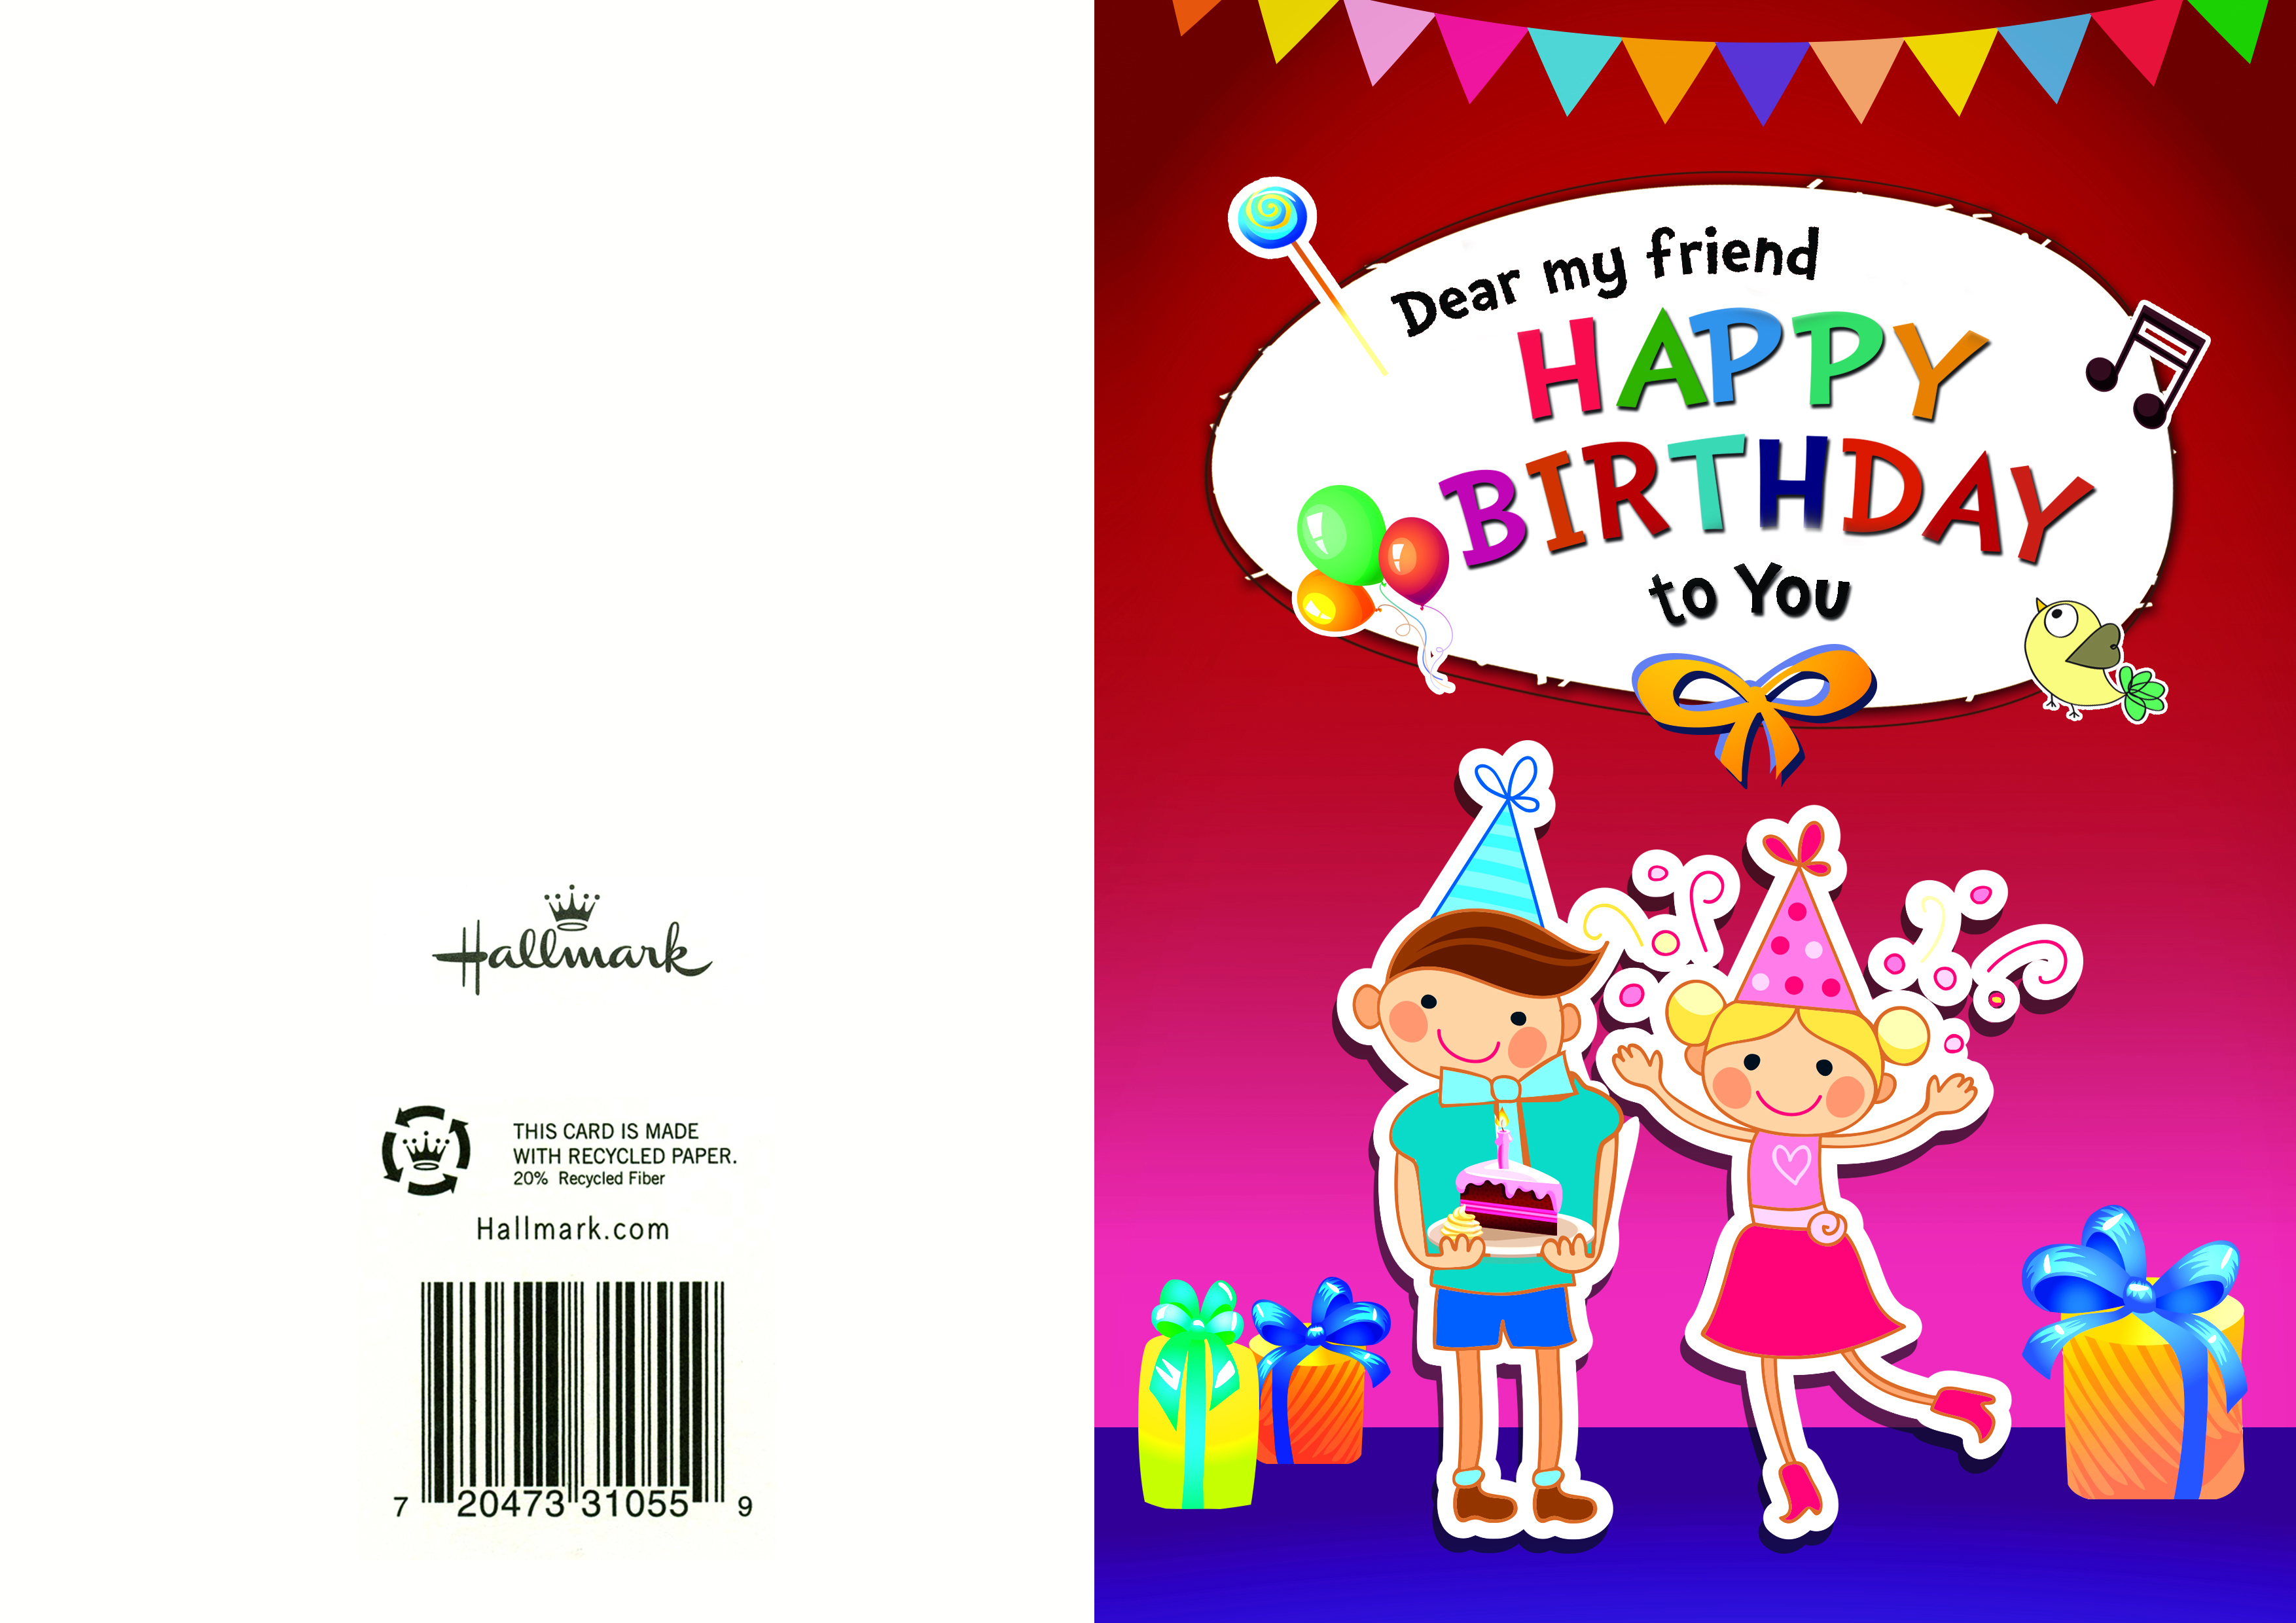 Hallmark
THIS CARD IS MADE
WITH RECYCLED PAPER.
20% Recycled Fiber
Hallmark.com
7 20473 31055 9
Dear my friend
HAPPY
BIRTHDAY
to You